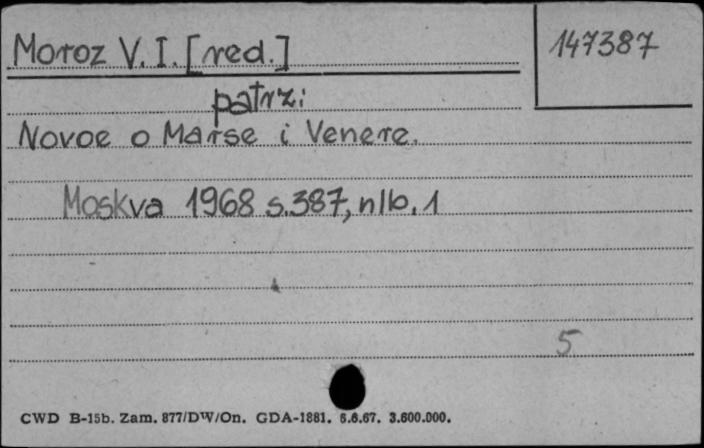 Moroz V. I. [red.]
147387
patrz:
Novoe o Marse i Venere.
Moskva 1968 s.387, nlb. 1
5
CWD B-15b. Zam. 877/DW/On. GDA-1881. 6.6.67. 3.600.000.